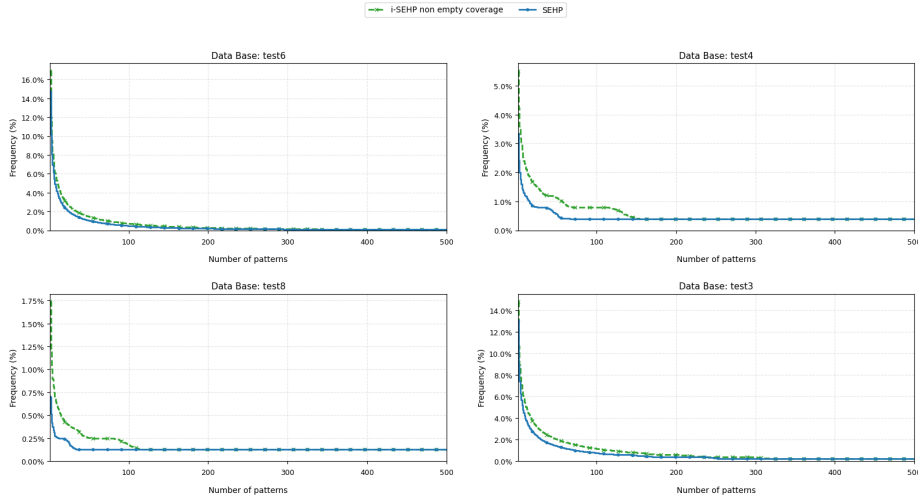 i-SEHP non empty coverage SEHP
Data Base: test6
Frequency (%)
16.0%
14.0%
12.0%
10.0%
8.0%
6.0%
4.0%
2.0%
0.0%
100 200 300 400 500
Number of patterns
Data Base: test4
Frequency (%)
5.0%
4.0%
3.0%
2.0%
1.0%
0.0%
100 200 300 400 500
Number of patterns
Data Base: test8
Frequency (%)
1.75%
1.50%
1.25%
1.00%
0.75%
0.50%
0.25%
0.00%
100 200 300 400 500
Number of patterns
Data Base: test3
Frequency (%)
14.0%
12.0%
10.0%
8.0%
6.0%
4.0%
2.0%
0.0%
100 200 300 400 500
Number of patterns